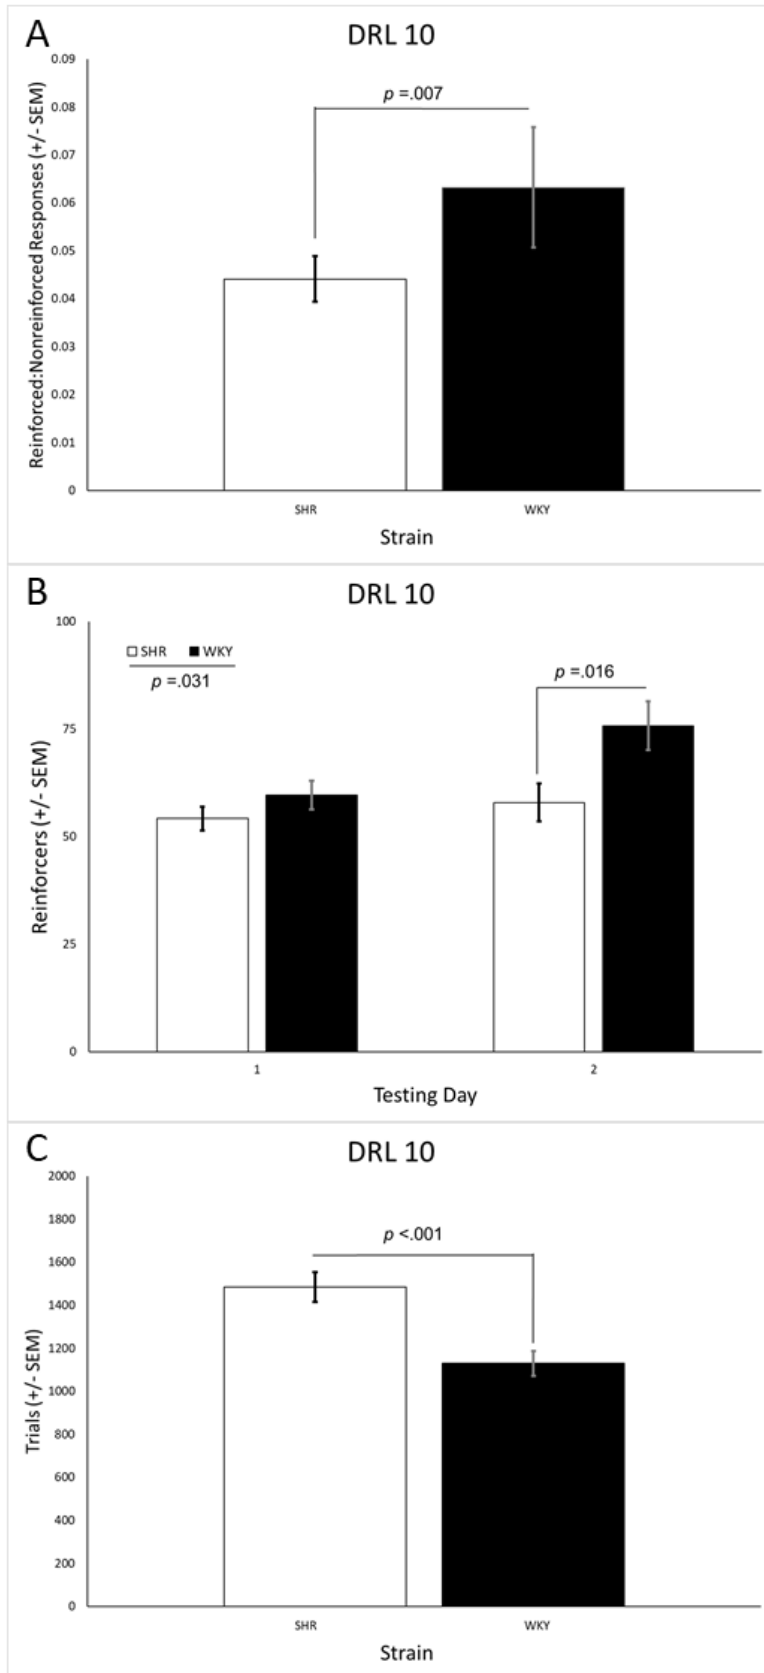 A
DRL 10
Reinforced:Nonreinforced Responses (+/- SEM)
0.09
0.08
0.07
0.06
0.05
0.04
0.03
0.02
0.01
0
p =.007
SHR
WKY
Strain
B
DRL 10
Reinforcers (+/- SEM)
100
75
50
25
0
SHR WKY
p =.031
p =.016
1
2
Testing Day
C
DRL 10
Trials (+/- SEM)
2000
1800
1600
1400
1200
1000
800
600
400
200
0
p <.001
SHR
WKY
Strain